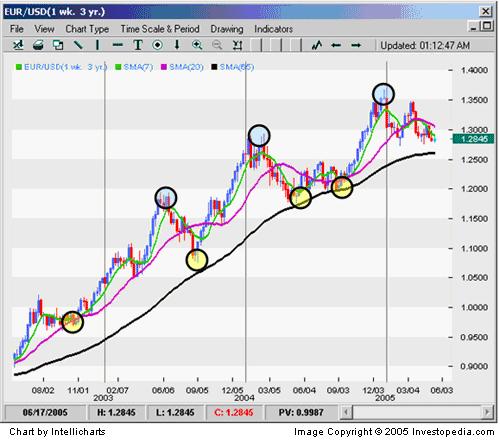 EUR/USD(1 wk. 3 yr.)
File View Chart Type Time Scale & Period Drawing Indicators
Updated: 01:12:47 AM
EUR/USD(1 wk. 3 yr.) SMA(7) SMA(20) SMA(65)
1.4000
1.3500
1.3000
1.2845
1.2500
1.2000
1.1500
1.1000
1.0500
1.0000
0.9500
0.9000
08/02 11/01 02/07 06/06 09/05 12/05 03/05 06/04 09/03 12/03 03/04 06/03
2003 2004 2005
06/17/2005 H: 1.2845 L: 1.2845 C: 1.2845 PV: 0.9987
Chart by Intellicharts Image Copyright © 2005 Investopedia.com